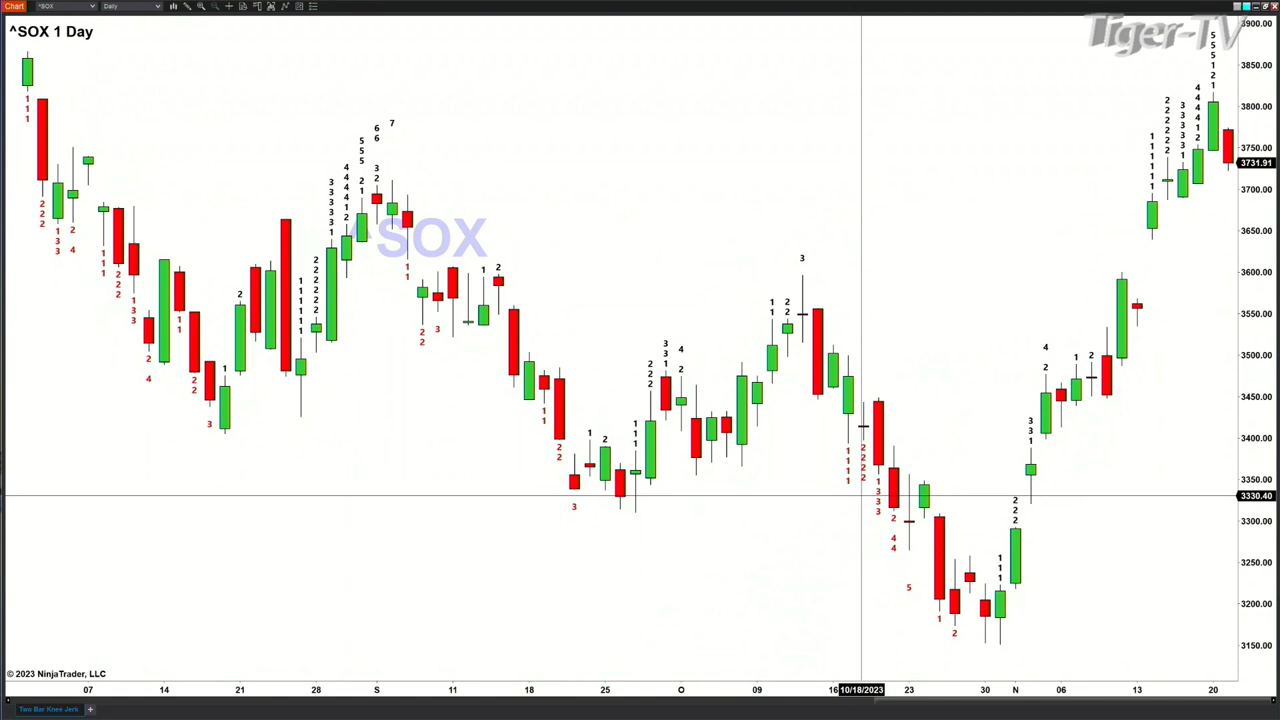 Chart
^SOX
Daily
^SOX 1 Day
Tiger-TV
^SOX
3900.00
3850.00
3800.00
3750.00
3731.91
3700.00
3650.00
3600.00
3550.00
3500.00
3450.00
3400.00
3350.00
3330.40
3300.00
3250.00
3200.00
3150.00
© 2023 NinjaTrader, LLC
07 14 21 28 S 11 18 25 O 09 16 10/18/2023 23 30 N 06 13 20
Two Bar Knee Jerk +